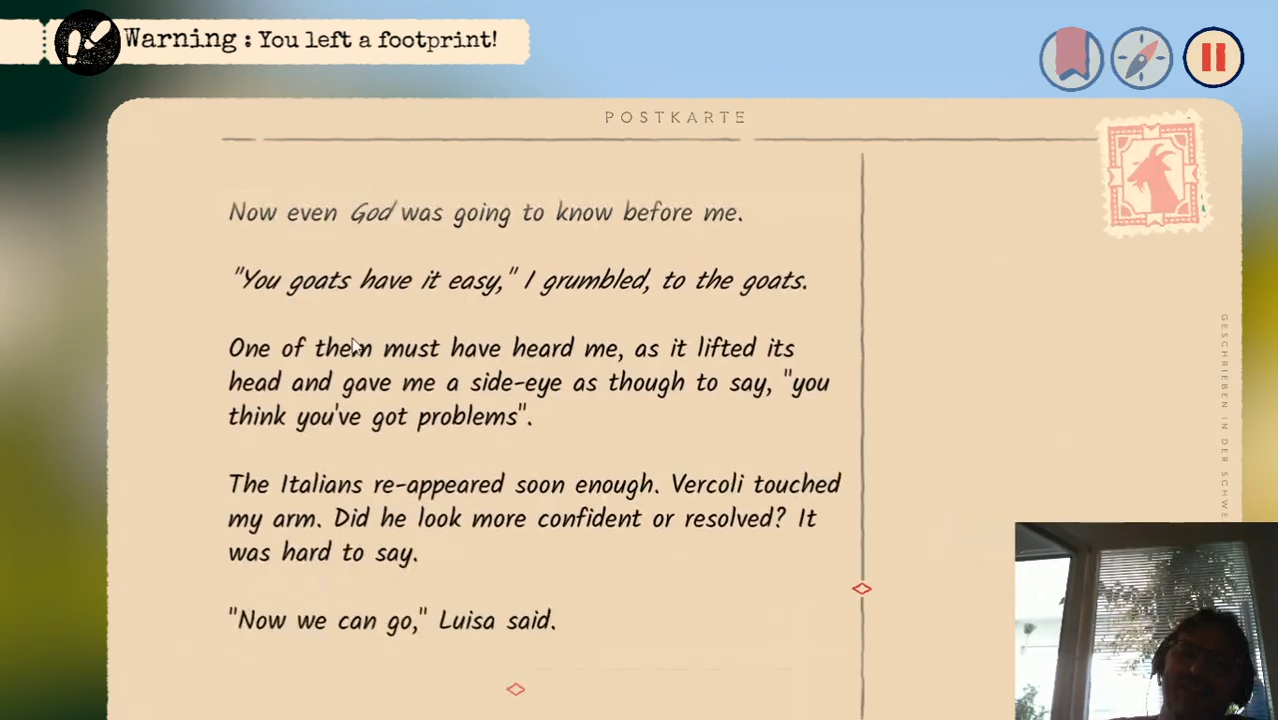 Warning : You left a footprint!
POSTKARTE
Now even God was going to know before me.
"You goats have it easy," I grumbled, to the goats.
One of them must have heard me, as it lifted its
head and gave me a side-eye as though to say, "you
think you've got problems".
The Italians re-appeared soon enough. Vercoli touched
my arm. Did he look more confident or resolved? It
was hard to say.
"Now we can go," Luisa said.
GESCHRIEBEN IN DER SCHWE